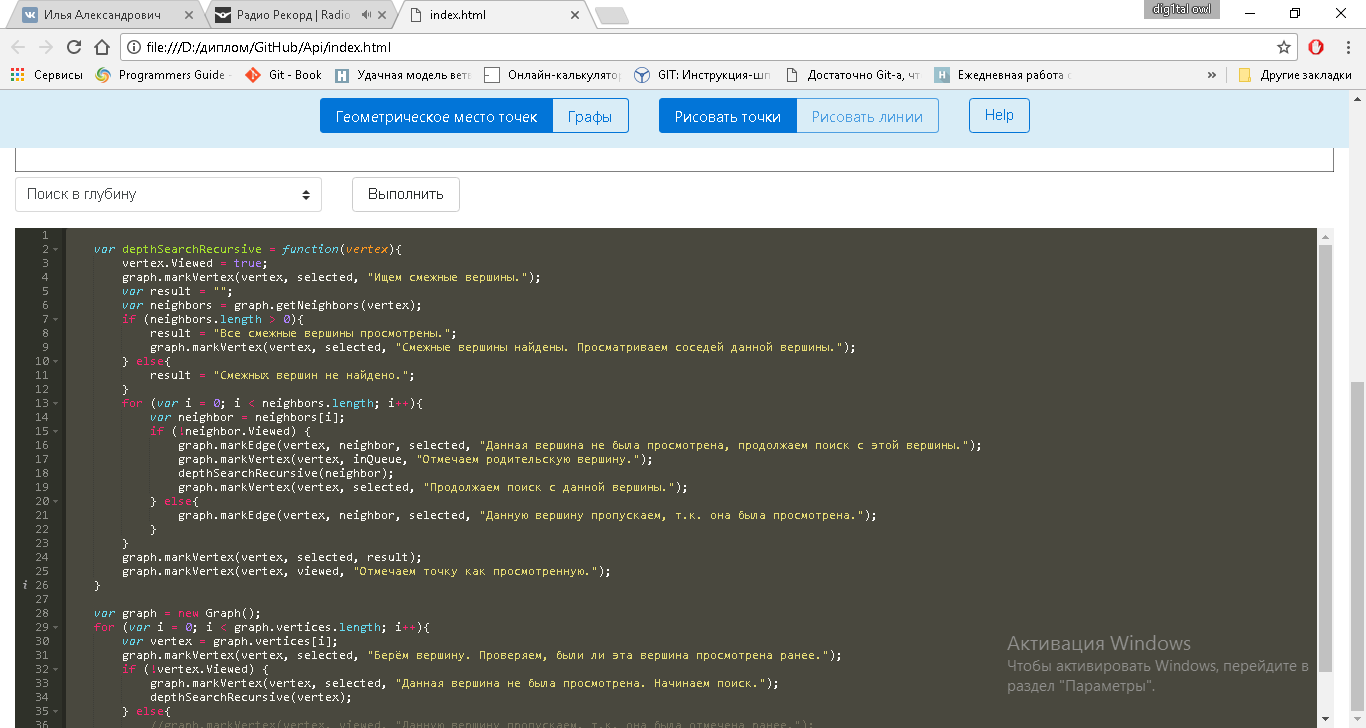 Илья Александрович
Радио Рекорд | Radio
index.html
dig1tal owl
file:///D:/диплом/GitHub/Api/index.html
Сервисы
Programmers Guide
Git - Book
Удачная модель
Онлайн-калькулятор
GIT: Инструкция-шп
Достаточно Git-а, чт
Ежедневная работа с
»
Другие закладки
Геометрическое место точек
Графы
Рисовать точки
Рисовать линии
Help
Поиск в глубину
Выполнить
1
2 var depthSearchRecursive = function(vertex){
3 vertex.Viewed = true;
4 graph.markVertex(vertex, selected, "Ищем смежные вершины.");
5 var result = "";
6 var neighbors = graph.getNeighbors(vertex);
7 if (neighbors.length > 0){
8 result = "Все смежные вершины просмотрены.";
9 graph.markVertex(vertex, selected, "Смежные вершины найдены. Просматриваем соседей данной вершины.");
10 } else{
11 result = "Смежных вершин не найдено.";
12 }
13 for (var i = 0; i < neighbors.length; i++){
14 var neighbor = neighbors[i];
15 if (!neighbor.Viewed) {
16 graph.markEdge(vertex, neighbor, selected, "Данная вершина не была просмотрена, продолжаем поиск с этой вершины.");
17 graph.markVertex(vertex, inQueue, "Отмечаем родительскую вершину.");
18 depthSearchRecursive(neighbor);
19 graph.markVertex(vertex, selected, "Продолжаем поиск с данной вершины.");
20 } else{
21 graph.markEdge(vertex, neighbor, selected, "Данную вершину пропускаем, т.к. она была просмотрена.");
22 }
23 }
24 graph.markVertex(vertex, selected, result);
25 graph.markVertex(vertex, viewed, "Отмечаем точку как просмотренную.");
i 26 }
27
28 var graph = new Graph();
29 for (var i = 0; i < graph.vertices.length; i++){
30 var vertex = graph.vertices[i];
31 graph.markVertex(vertex, selected, "Берём вершину. Проверяем, были ли эта вершина просмотрена ранее.");
32 if (!vertex.Viewed) {
33 graph.markVertex(vertex, selected, "Данная вершина не была просмотрена. Начинаем поиск.");
34 depthSearchRecursive(vertex);
35 } else{
36 //graph.markVertex(vertex, viewed, "Данную вершину пропускаем, т.к. она была отмечена ранее.");
Активация Windows
Чтобы активировать Windows, перейдите в
раздел "Параметры".